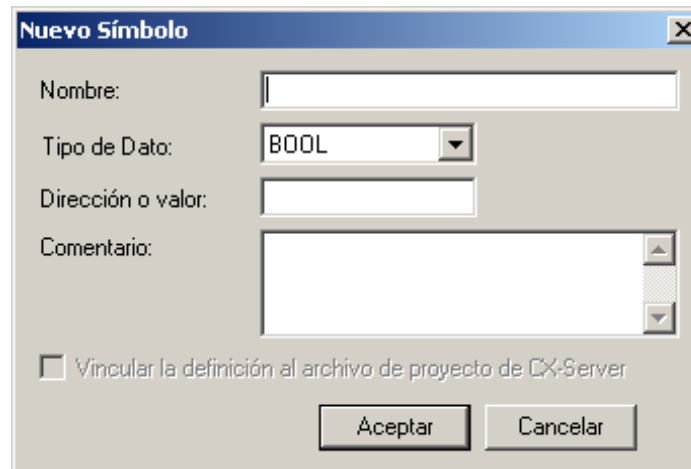 Nuevo Símbolo
Nombre:
Tipo de Dato: BOOL
Dirección o valor:
Comentario:
Vincular la definición al archivo de proyecto de CX-Server
Aceptar Cancelar